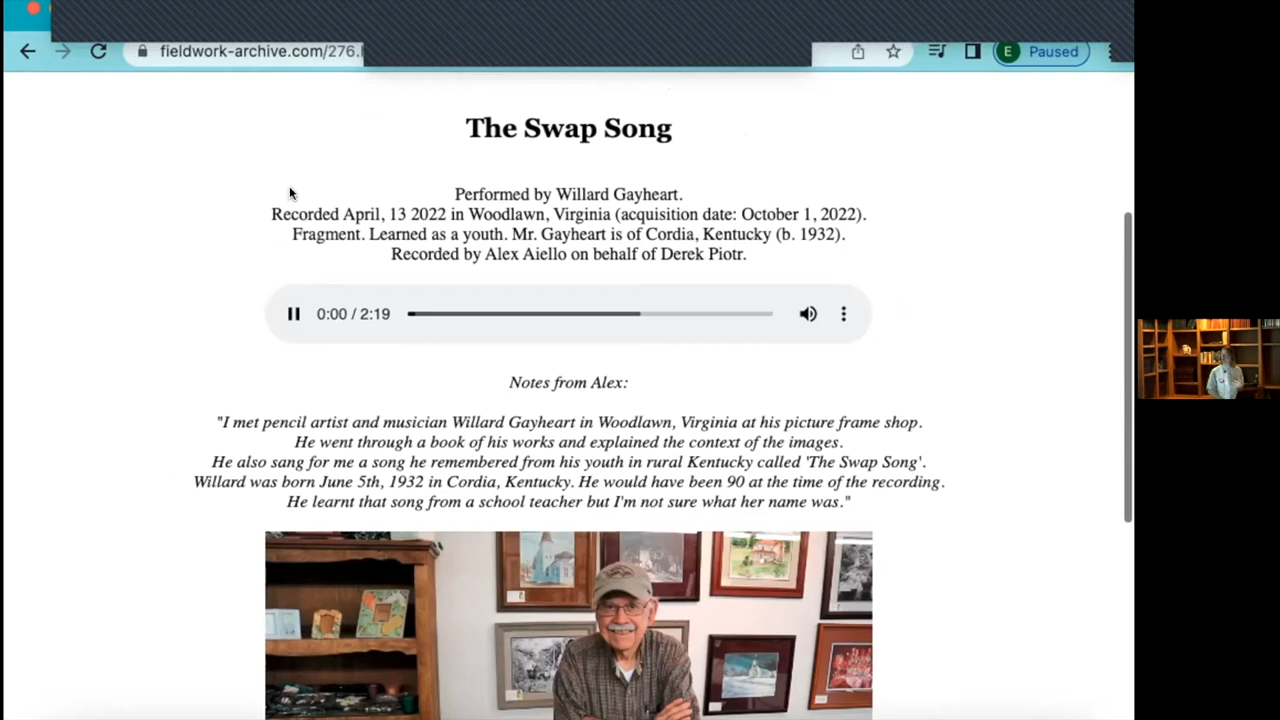 fieldwork-archive.com/276.
E Paused
The Swap Song
Performed by Willard Gayheart.
Recorded April, 13 2022 in Woodlawn, Virginia (acquisition date: October 1, 2022).
Fragment. Learned as a youth. Mr. Gayheart is of Cordia, Kentucky (b. 1932).
Recorded by Alex Aiello on behalf of Derek Piotr.
0:00 / 2:19
Notes from Alex:
"I met pencil artist and musician Willard Gayheart in Woodlawn, Virginia at his picture frame shop.
He went through a book of his works and explained the context of the images.
He also sang for me a song he remembered from his youth in rural Kentucky called 'The Swap Song'.
Willard was born June 5th, 1932 in Cordia, Kentucky. He would have been 90 at the time of the recording.
He learnt that song from a school teacher but I'm not sure what her name was."